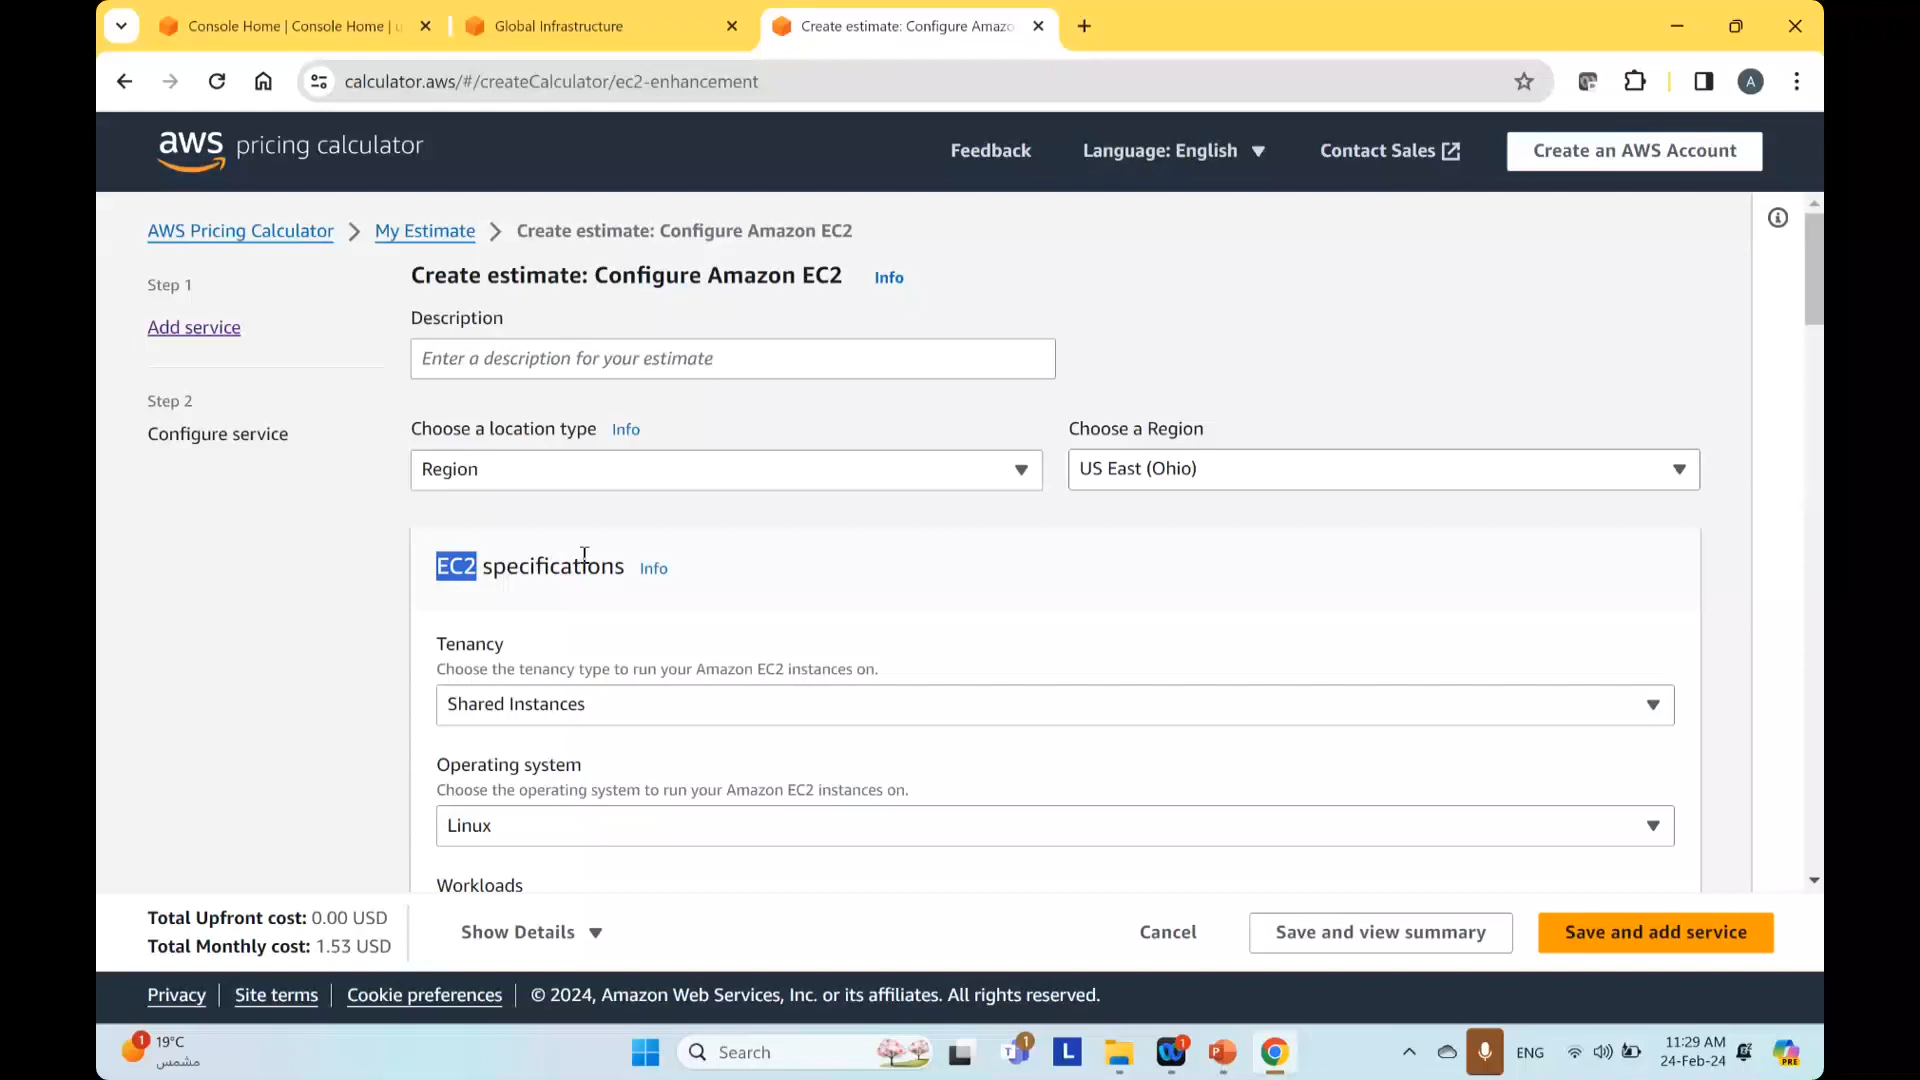 Console Home | Console Home | u
Global Infrastructure
Create estimate: Configure Amazo
calculator.aws/#/createCalculator/ec2-enhancement
A
aws pricing calculator
Feedback
Language: English
Contact Sales
Create an AWS Account
AWS Pricing Calculator
My Estimate
Create estimate: Configure Amazon EC2
Step 1
Add service
Step 2
Configure service
Create estimate: Configure Amazon EC2 Info
Description
Enter a description for your estimate
Choose a location type Info
Region
Choose a Region
US East (Ohio)
EC2 specifications Info
Tenancy
Choose the tenancy type to run your Amazon EC2 instances on.
Shared Instances
Operating system
Choose the operating system to run your Amazon EC2 instances on.
Linux
Workloads
Total Upfront cost: 0.00 USD
Total Monthly cost: 1.53 USD
Show Details
Cancel
Save and view summary
Save and add service
Privacy
Site terms
Cookie preferences
© 2024, Amazon Web Services, Inc. or its affiliates. All rights reserved.
1
19°C
مشمس
Search
1
L
1
ENG
11:29 AM
24-Feb-24
PRE